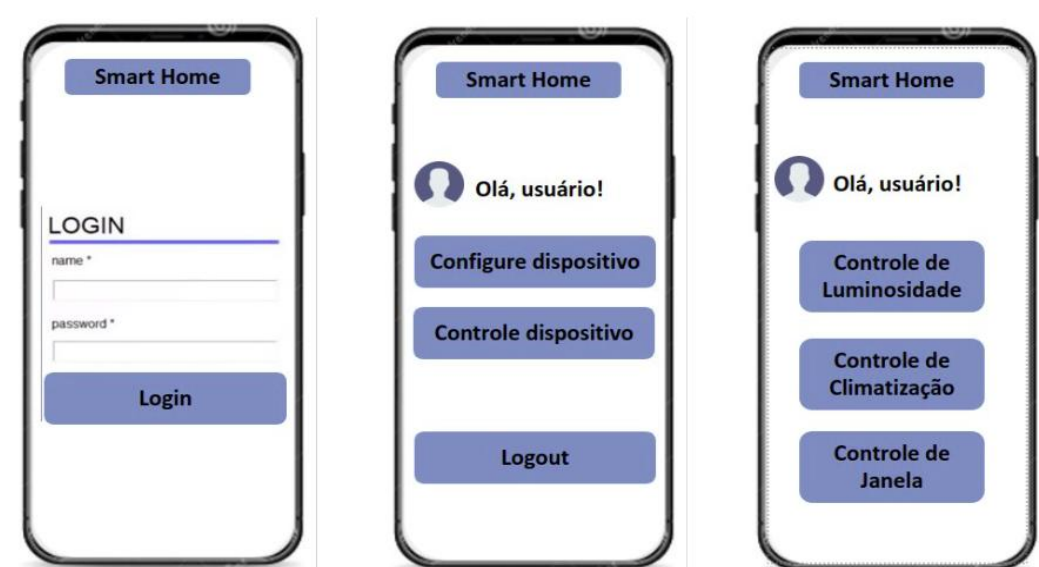 Smart Home
LOGIN
name *
password *
Login
Smart Home
Olá, usuário!
Configure dispositivo
Controle dispositivo
Logout
Smart Home
Olá, usuário!
Controle de
Luminosidade
Controle de
Climatização
Controle de
Janela